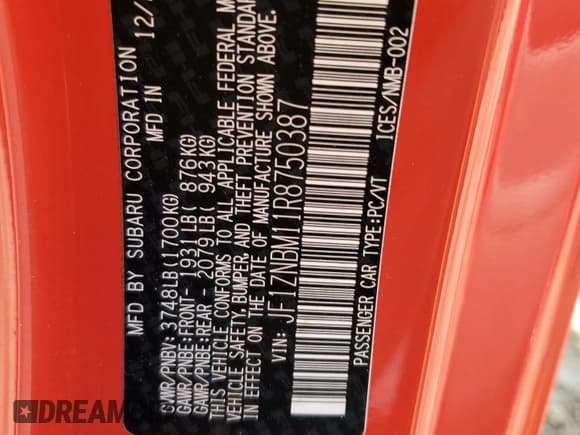 MFD BY SUBARU CORPORATION 12/
MFD IN
GVWR/PNBV: 3748LB(1700KG)
GAWR/PNBE:FRONT- 1931LB( 876KG)
GAWR/PNBE:REAR - 2079LB( 943KG)
THIS VEHICLE CONFORMS TO ALL APPLICABLE FEDERAL M
VEHICLE SAFETY, BUMPER, AND THEFT PREVENTION STANDAR
IN EFFECT ON THE DATE OF MANUFACTURE SHOWN ABOVE.
VIN: JF1ZNBM11R8750387
PASSENGER CAR TYPE:PC/VT ICES/NMB-002